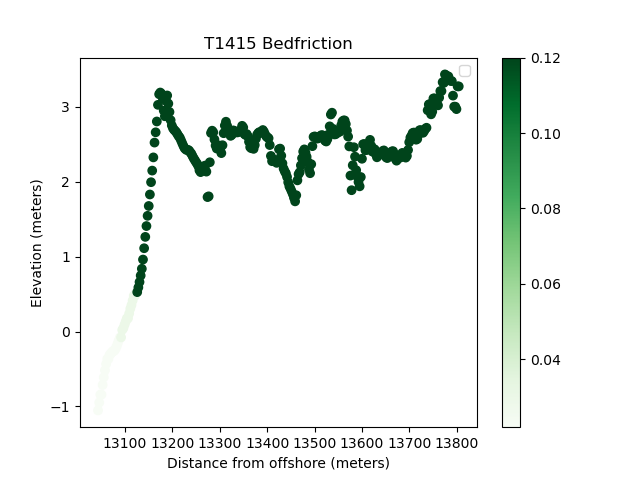 T1415 Bedfriction
Elevation (meters)
3
2
1
0
−1
13100 13200 13300 13400 13500 13600 13700 13800
Distance from offshore (meters)
0.12
0.10
0.08
0.06
0.04